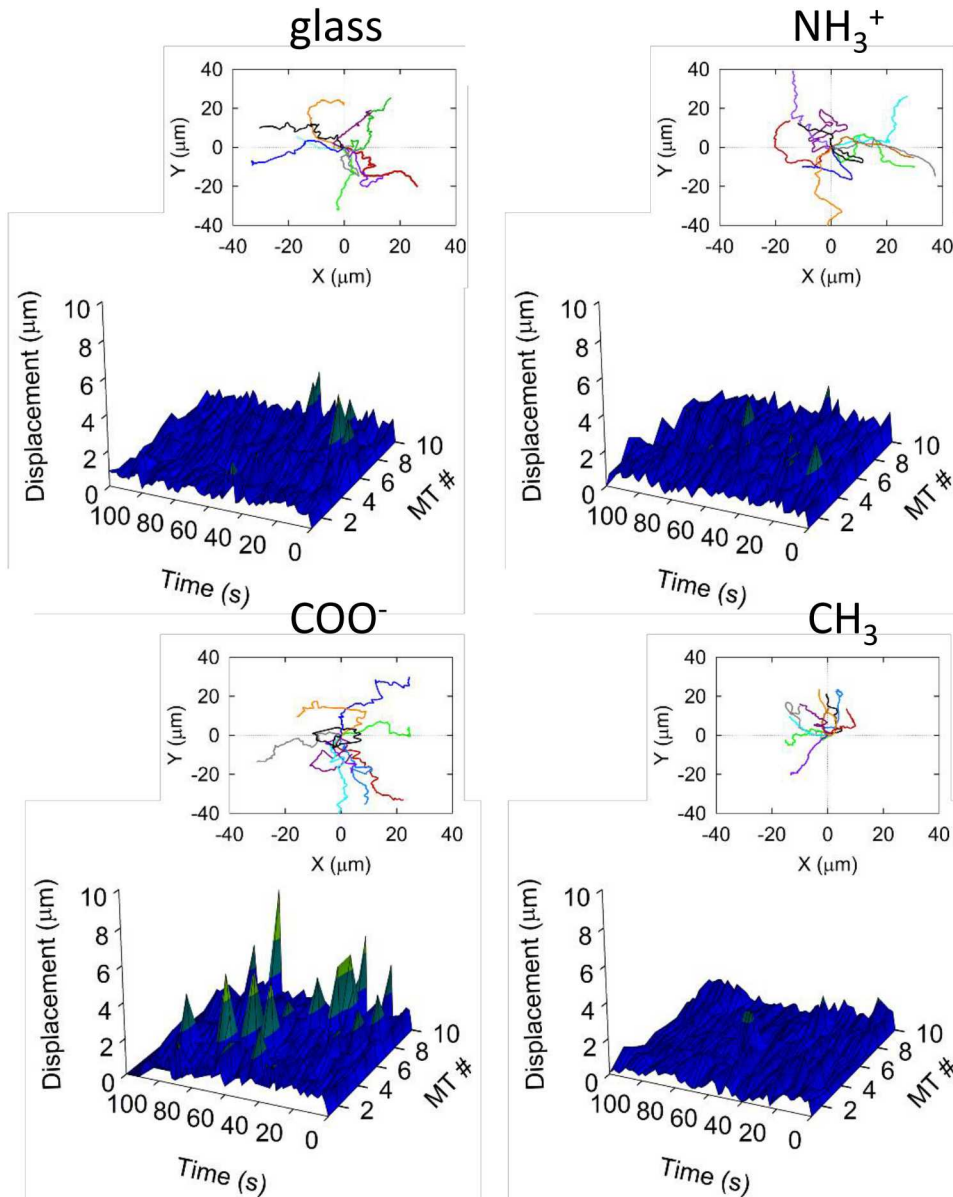 glass
40
20
Y (μm)
0
-20
-40
-40 -20 0 20 40
X (μm)
10
Displacement (μm)
8
6
4
2
0
100 80 60 40 20 0
Time (s)
2 4 6 8 10
MT #
NH₃⁺
40
20
Y (μm)
0
-20
-40
-40 -20 0 20 40
X (μm)
10
Displacement (μm)
8
6
4
2
0
100 80 60 40 20 0
Time (s)
2 4 6 8 10
MT #
COO⁻
40
20
Y (μm)
0
-20
-40
-40 -20 0 20 40
X (μm)
10
Displacement (μm)
8
6
4
2
0
100 80 60 40 20 0
Time (s)
2 4 6 8 10
MT #
CH₃
40
20
Y (μm)
0
-20
-40
-40 -20 0 20 40
X (μm)
10
Displacement (μm)
8
6
4
2
0
100 80 60 40 20 0
Time (s)
2 4 6 8 10
MT #